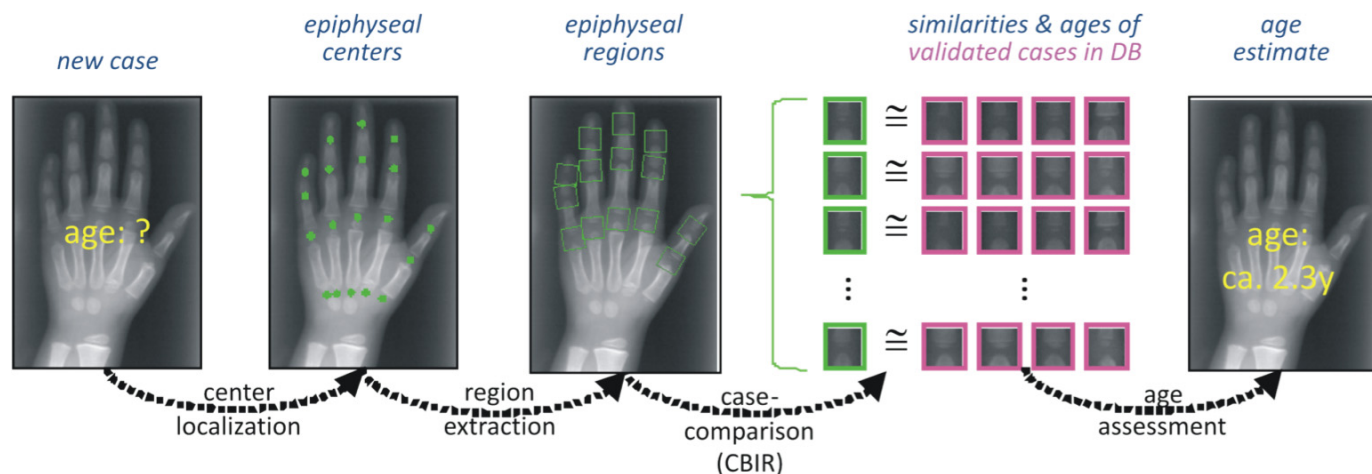 new case
epiphyseal
centers
epiphyseal
regions
similarities & ages of
validated cases in DB
age
estimate
age: ?
≅
≅
≅
⋮
⋮
≅
age:
ca. 2.3y
center
localization
region
extraction
case-
comparison
(CBIR)
age
assessment